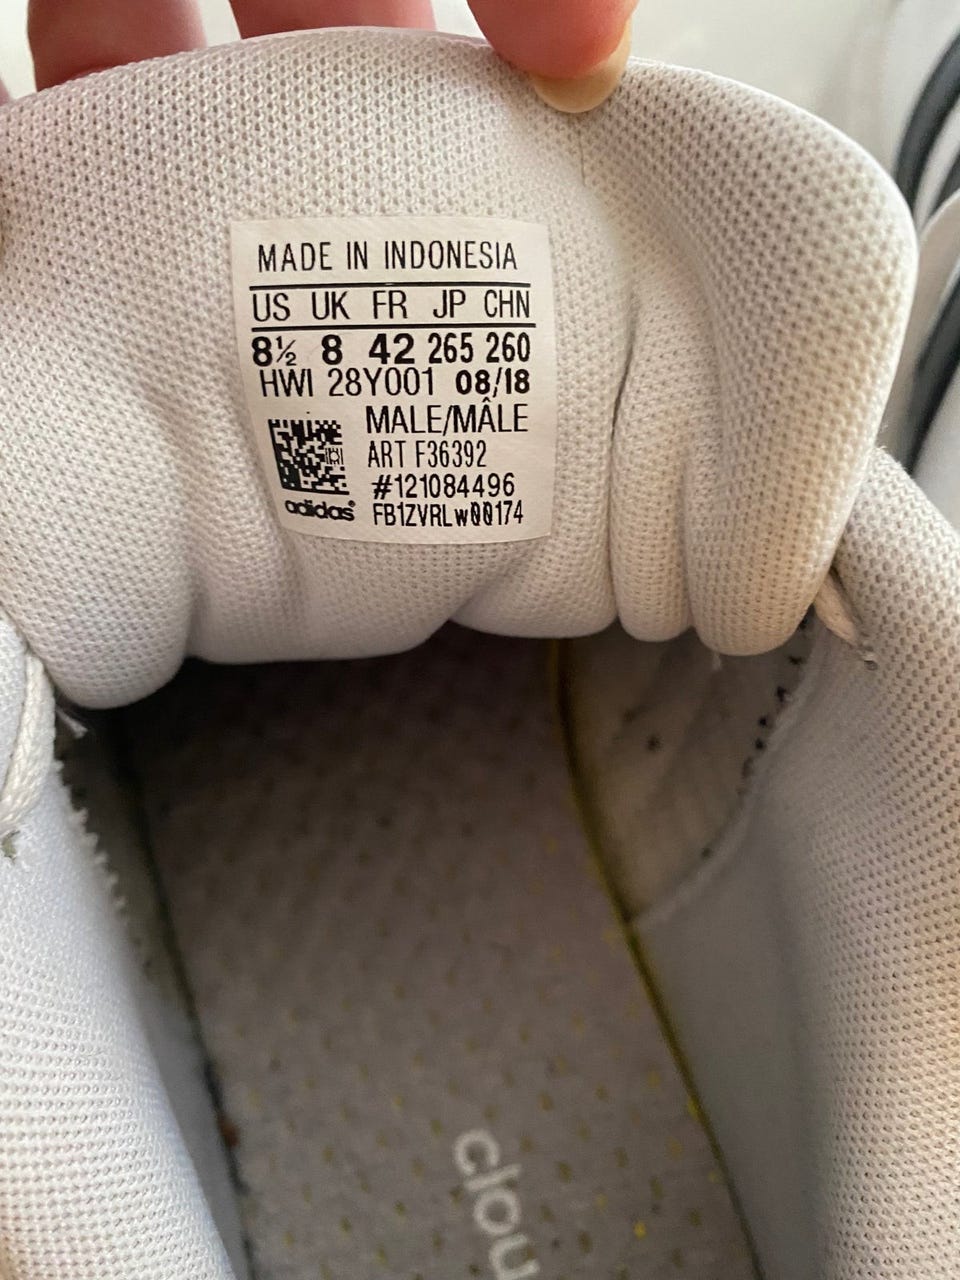 MADE IN INDONESIA
US UK FR JP CHN
8½ 8 42 265 260
HWI 28Y001 08/18
MALE/MÂLE
ART F36392
#121084496
FB1ZVRLW00174
adidas®
clou